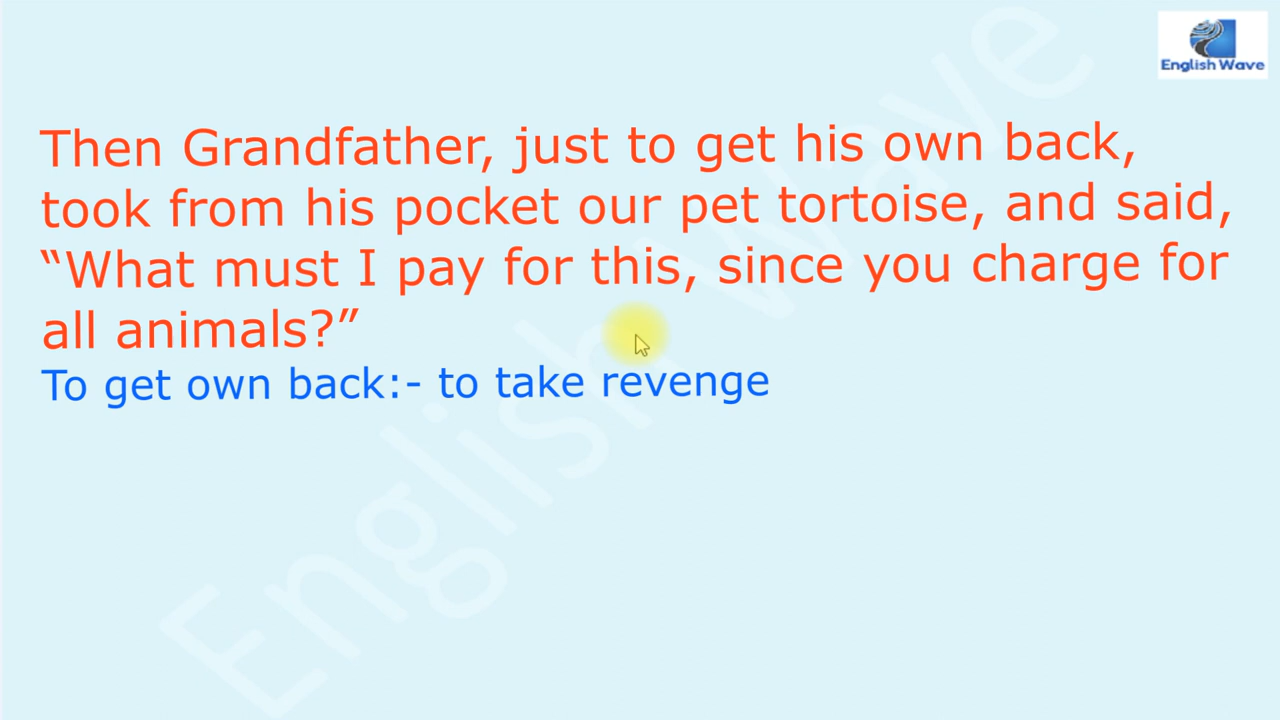 English Wave
Then Grandfather, just to get his own back,
took from his pocket our pet tortoise, and said,
“What must I pay for this, since you charge for
all animals?”
To get own back:- to take revenge
English Wave